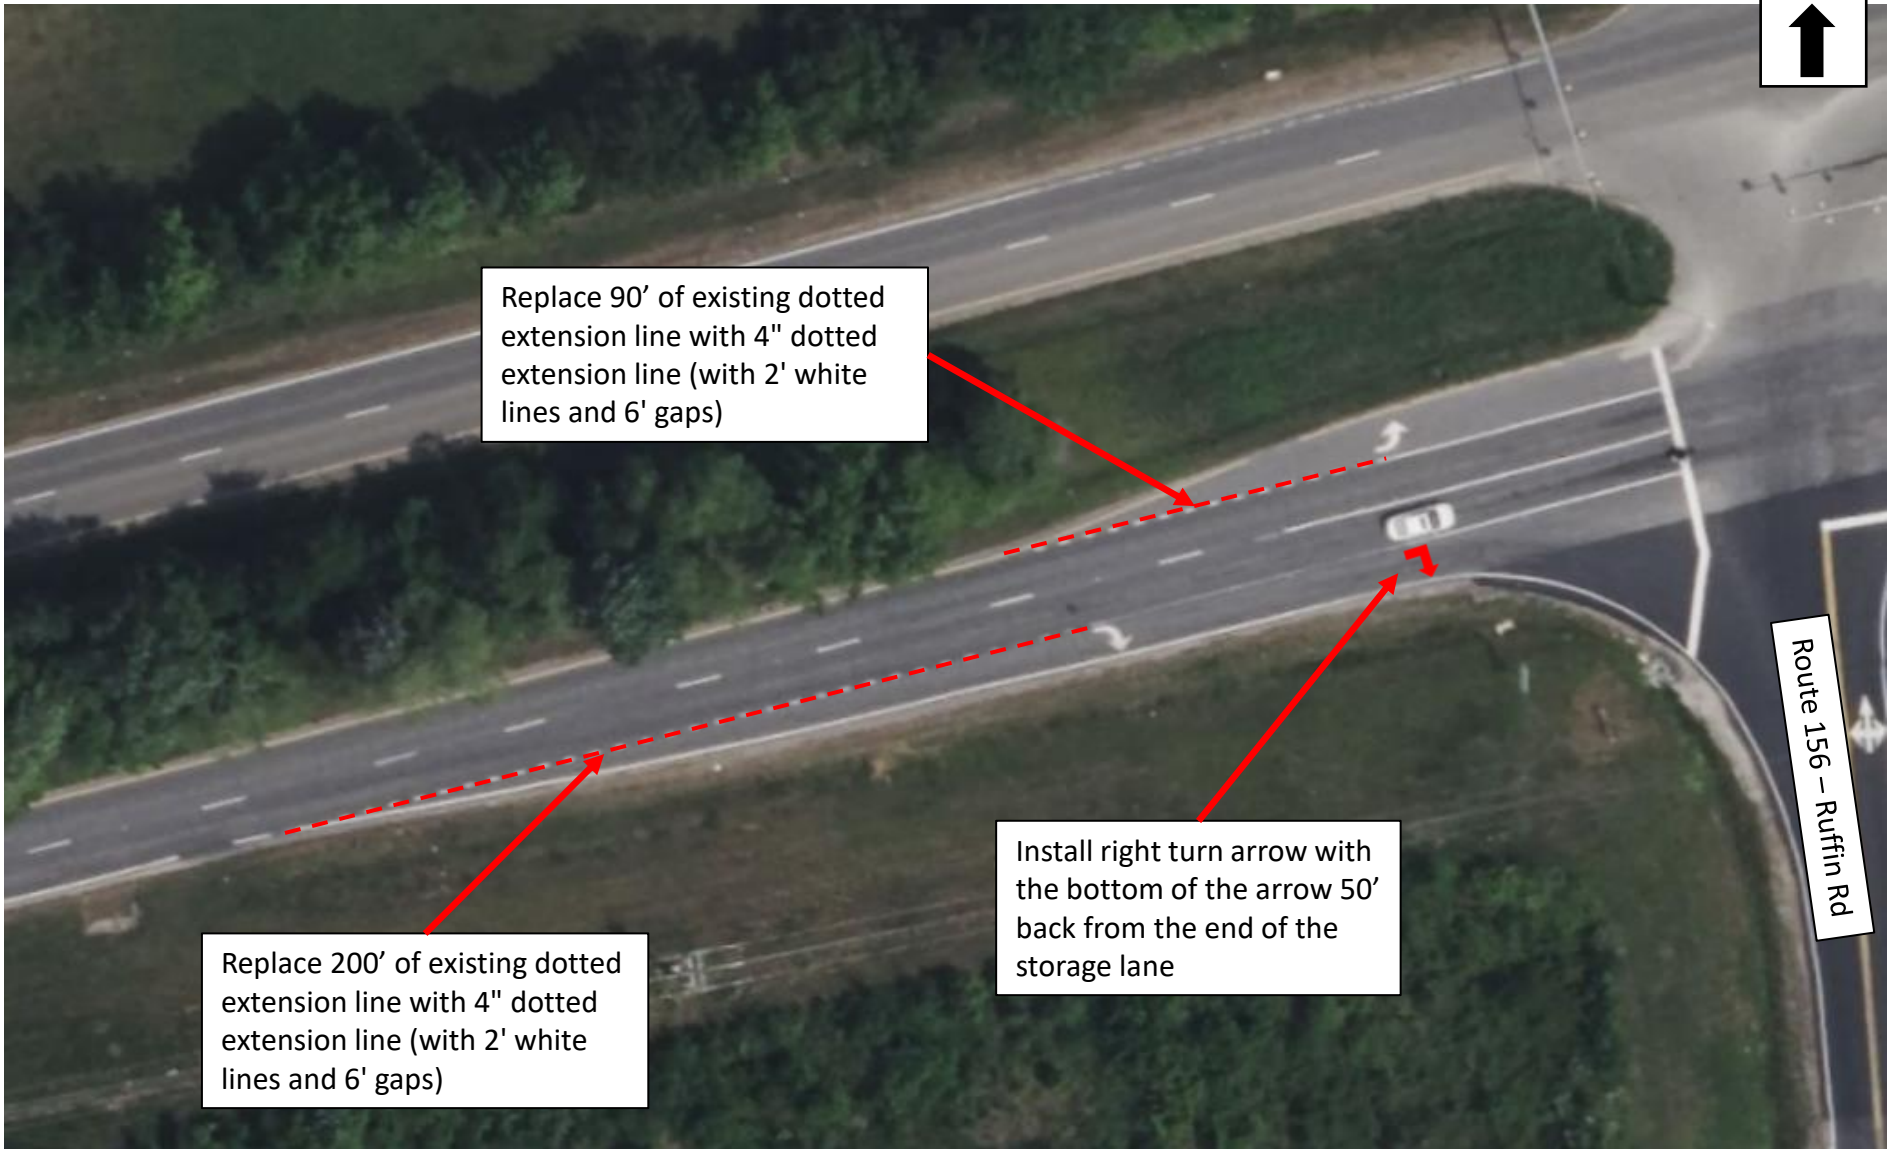 Replace 90’ of existing dotted
extension line with 4" dotted
extension line (with 2' white
lines and 6' gaps)
Replace 200’ of existing dotted
extension line with 4" dotted
extension line (with 2' white
lines and 6' gaps)
Install right turn arrow with
the bottom of the arrow 50’
back from the end of the
storage lane
Route 156 – Ruffin Rd